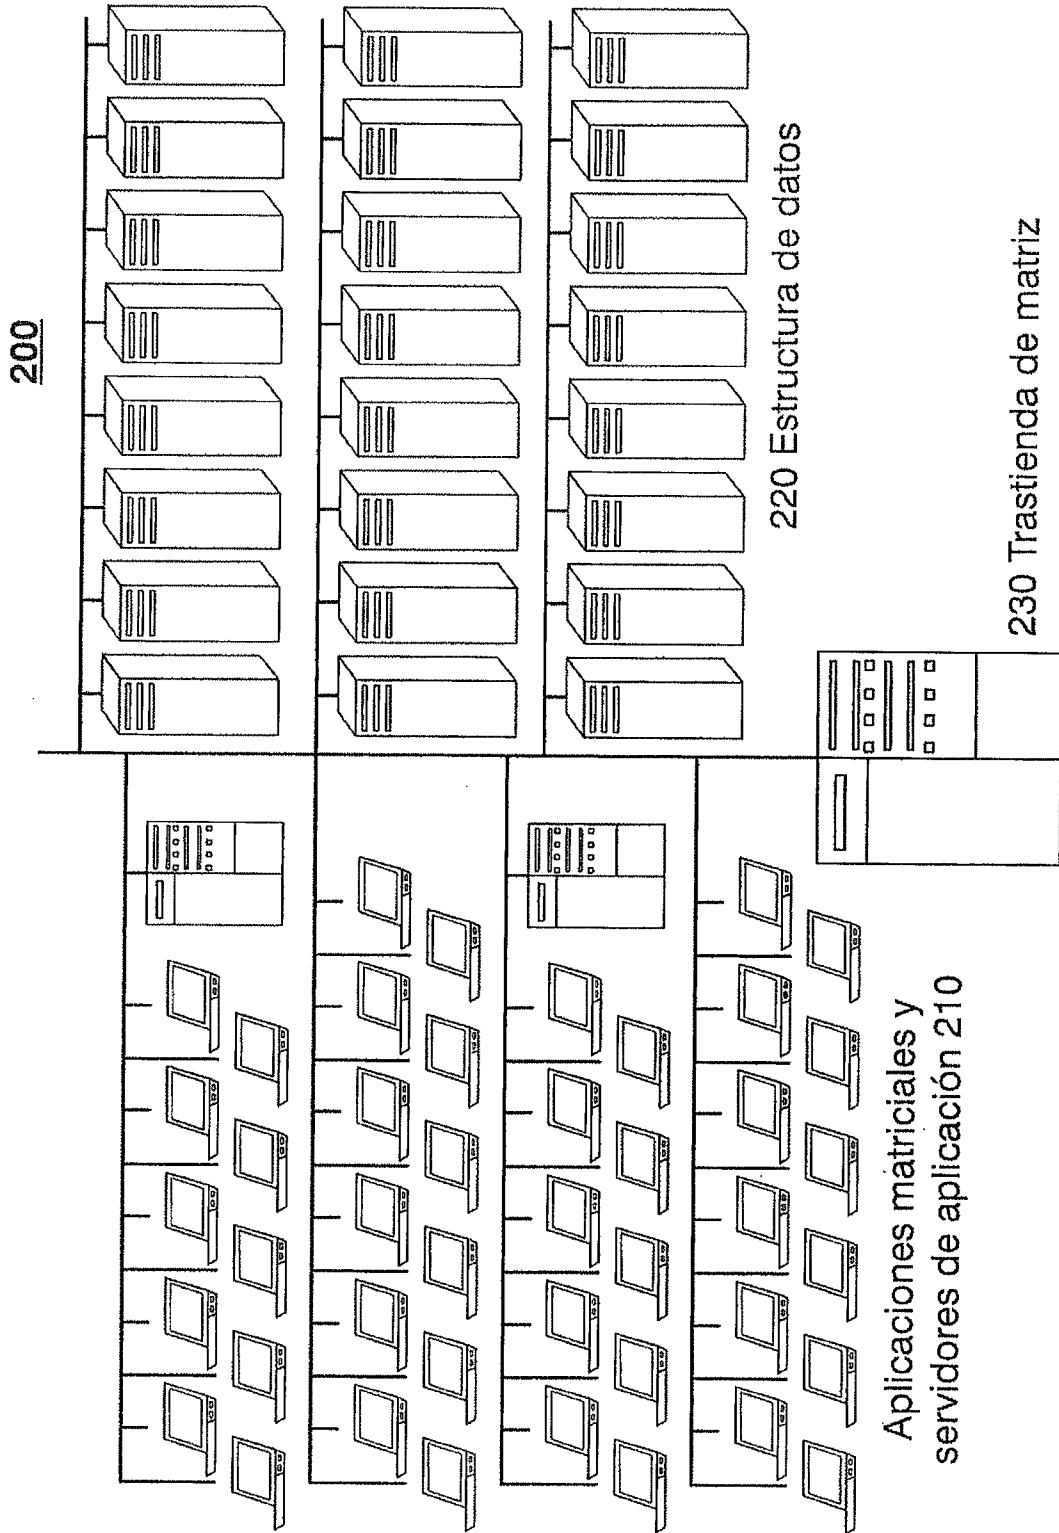 200
220 Estructura de datos
230 Trastienda de matriz
Aplicaciones matriciales y
servidores de aplicación 210